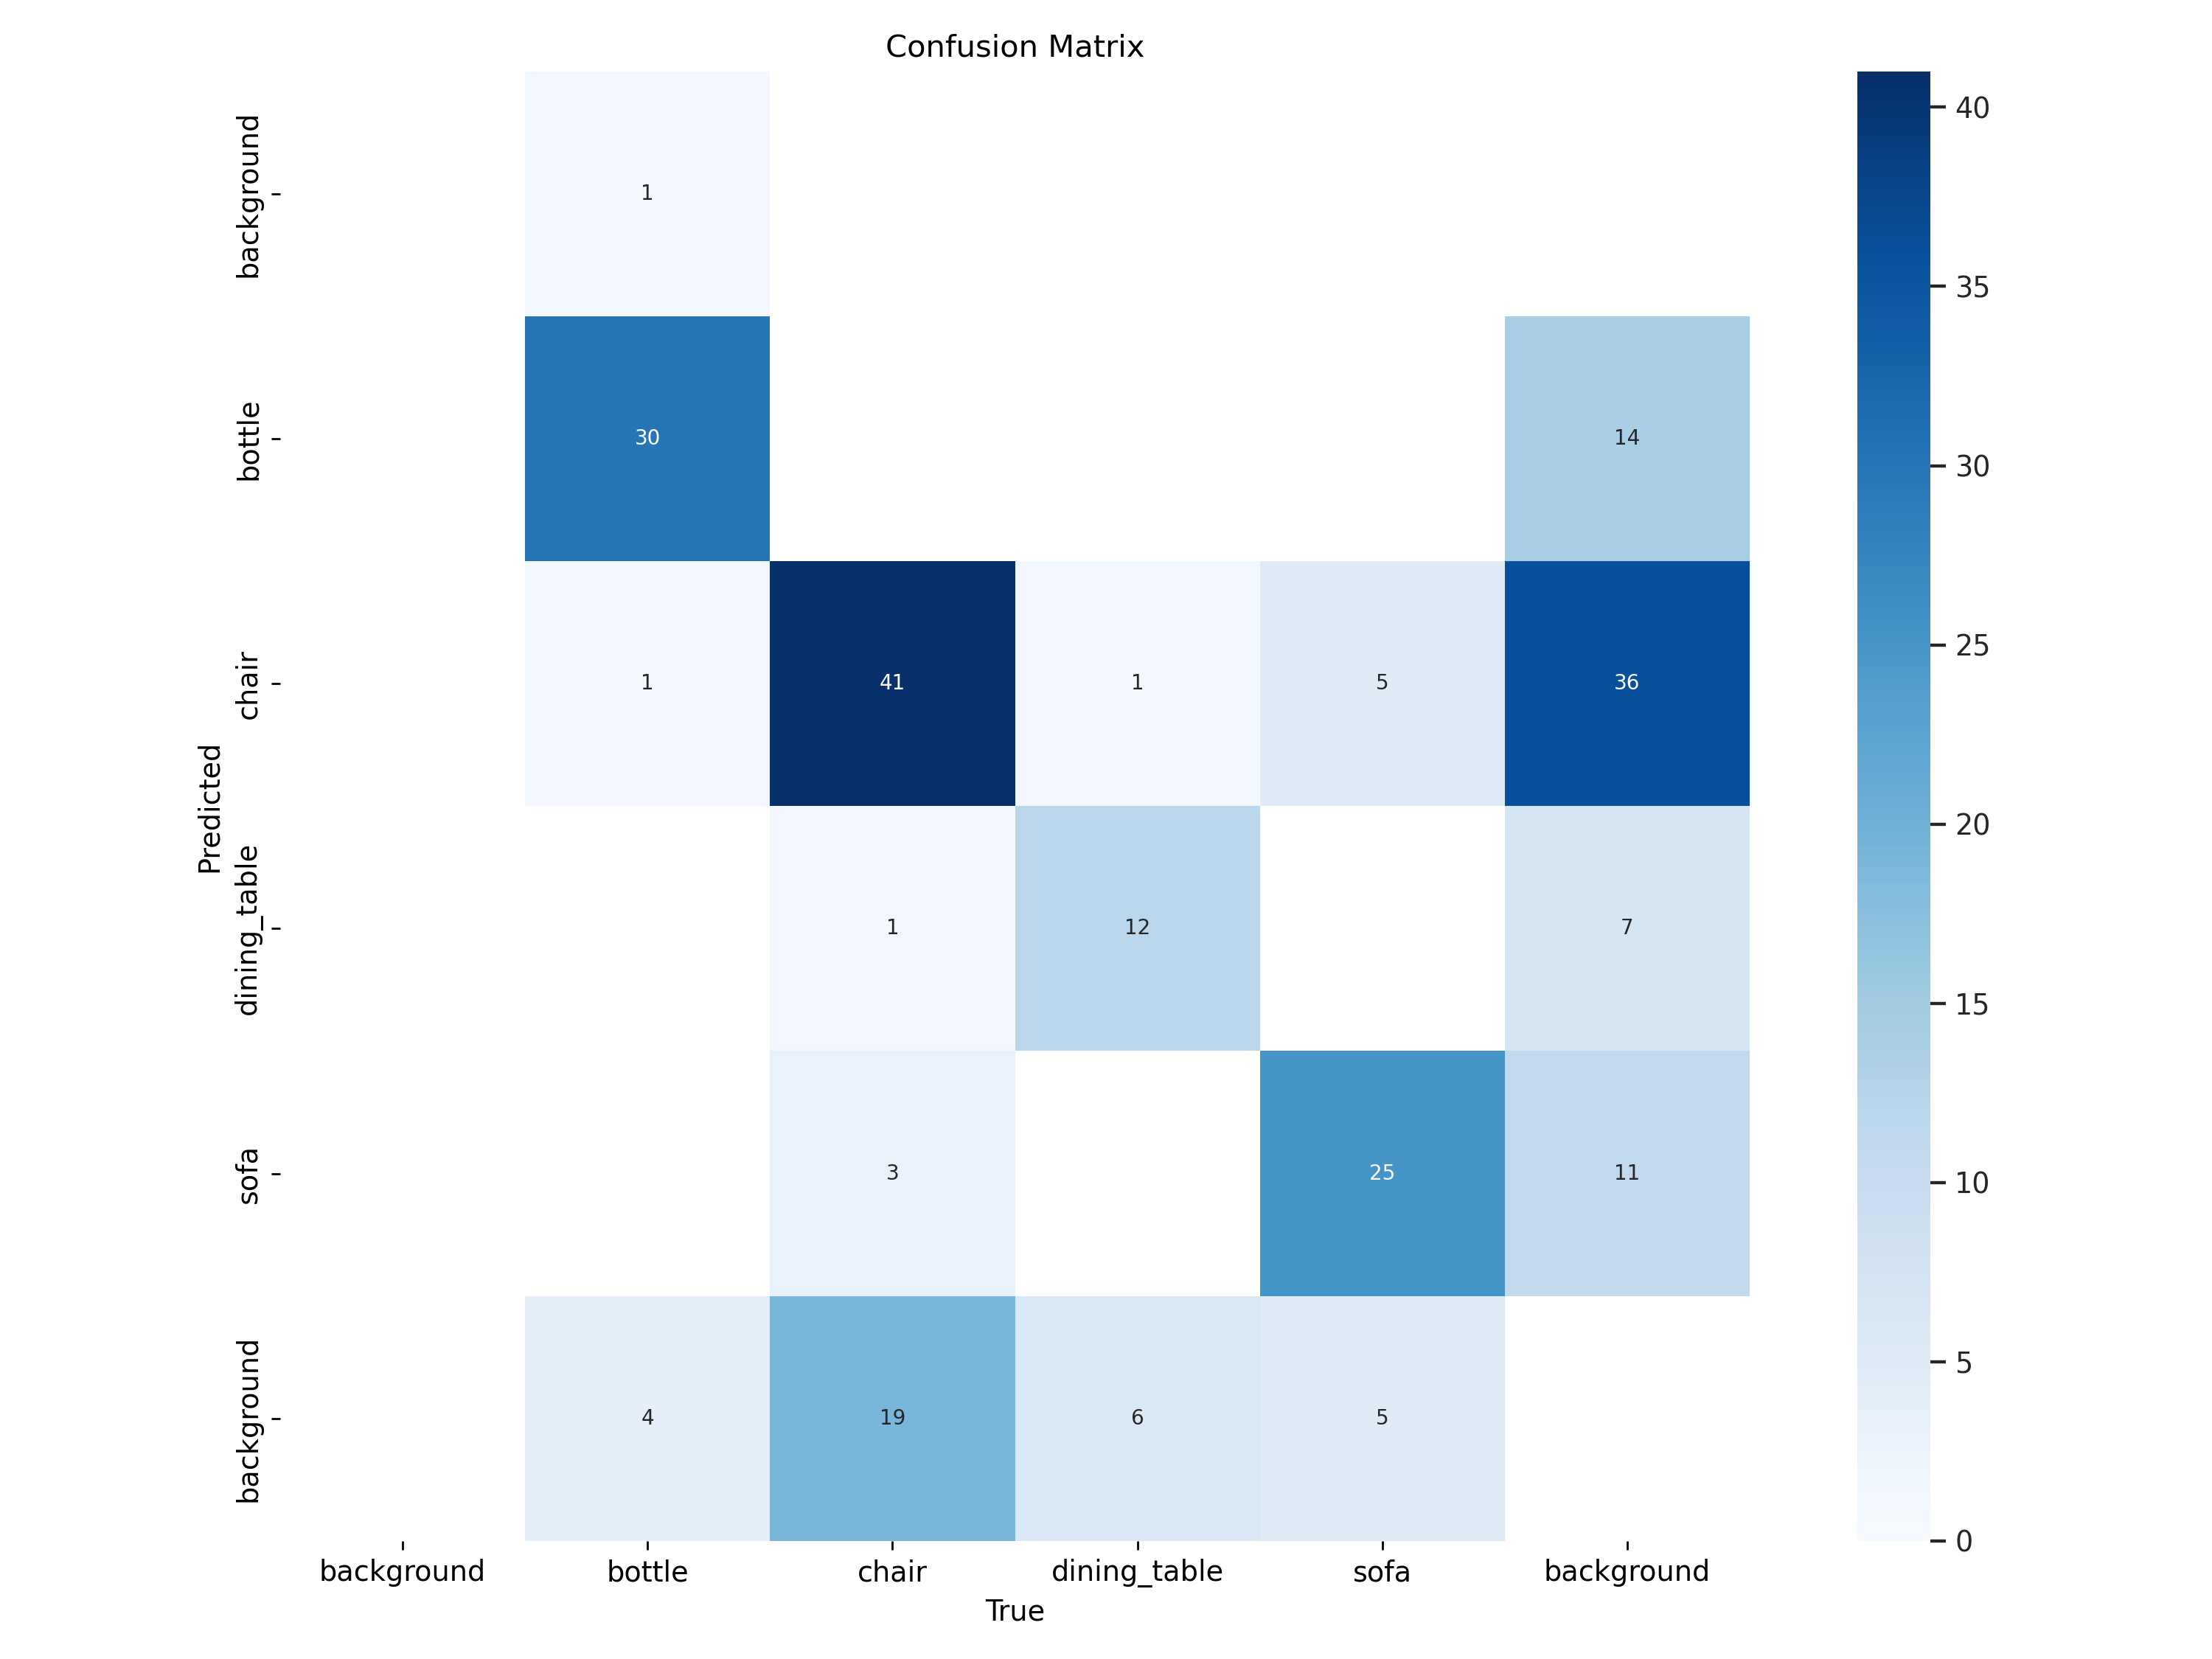 Confusion Matrix
background
1
bottle
30 14
chair
1 41 1 5 36
dining_table
1 12 7
sofa
3 25 11
background
4 19 6 5
background bottle chair dining_table sofa background
True
Predicted
40
35
30
25
20
15
10
5
0